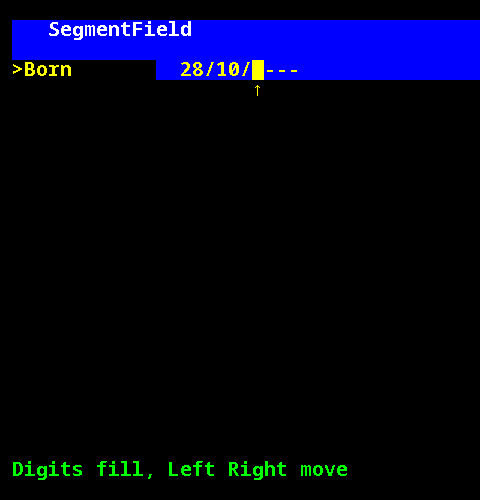 SegmentField
>Born 28/10/ ---
↑
Digits fill, Left Right move